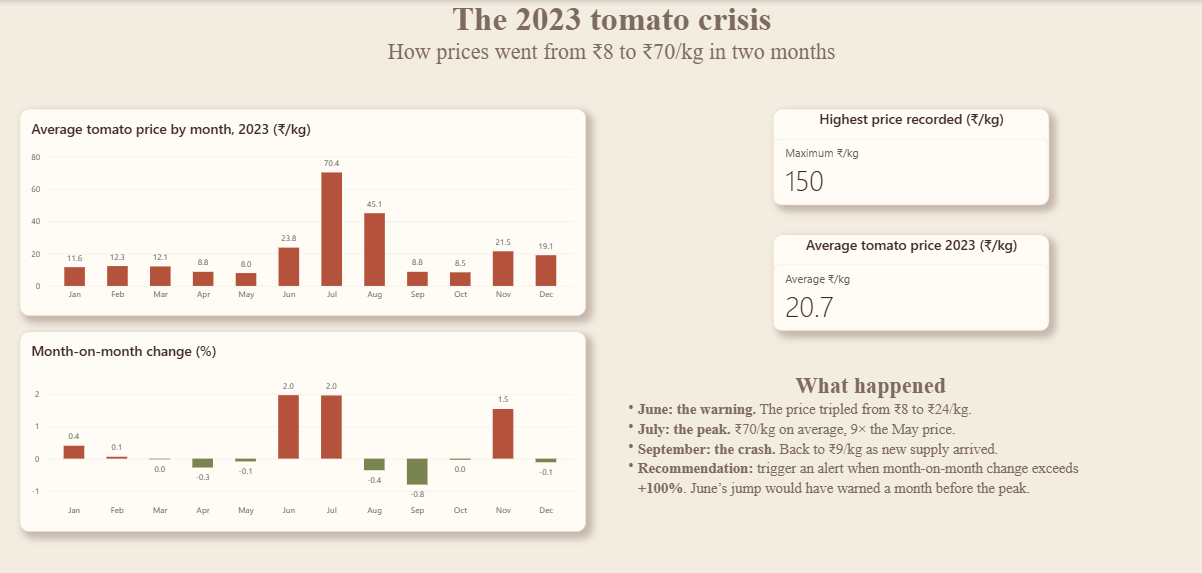 The 2023 tomato crisis
How prices went from ₹8 to ₹70/kg in two months
Average tomato price by month, 2023 (₹/kg)
80
60
40
20
0
11.6
12.3
12.1
8.8
8.0
23.8
70.4
45.1
8.8
8.5
21.5
19.1
Jan Feb Mar Apr May Jun Jul Aug Sep Oct Nov Dec
Month-on-month change (%)
2
1
0
-1
0.4
0.1
0.0
-0.3
-0.1
2.0
2.0
-0.4
-0.8
0.0
1.5
-0.1
Jan Feb Mar Apr May Jun Jul Aug Sep Oct Nov Dec
Highest price recorded (₹/kg)
Maximum ₹/kg
150
Average tomato price 2023 (₹/kg)
Average ₹/kg
20.7
What happened
• June: the warning. The price tripled from ₹8 to ₹24/kg.
• July: the peak. ₹70/kg on average, 9× the May price.
• September: the crash. Back to ₹9/kg as new supply arrived.
• Recommendation: trigger an alert when month-on-month change exceeds
+100%. June’s jump would have warned a month before the peak.